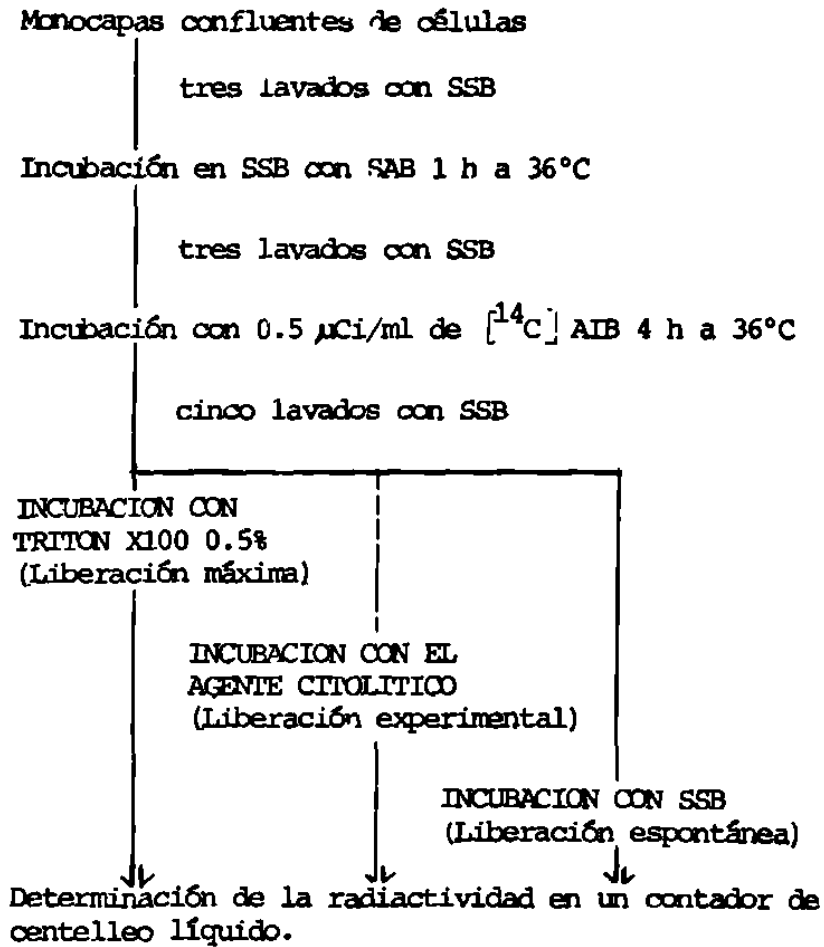 Monocapas confluentes de células
tres lavados con SSB
Incubación en SSB con SAB 1 h a 36°C
tres lavados con SSB
Incubación con 0.5 µCi/ml de [14C] AIB 4 h a 36°C
cinco lavados con SSB
INCUBACION CON
TRITON X100 0.5%
(Liberación máxima)
INCUBACION CON EL
AGENTE CITOLITICO
(Liberación experimental)
INCUBACION CON SSB
(Liberación espontánea)
Determinación de la radiactividad en un contador de
centelleo líquido.